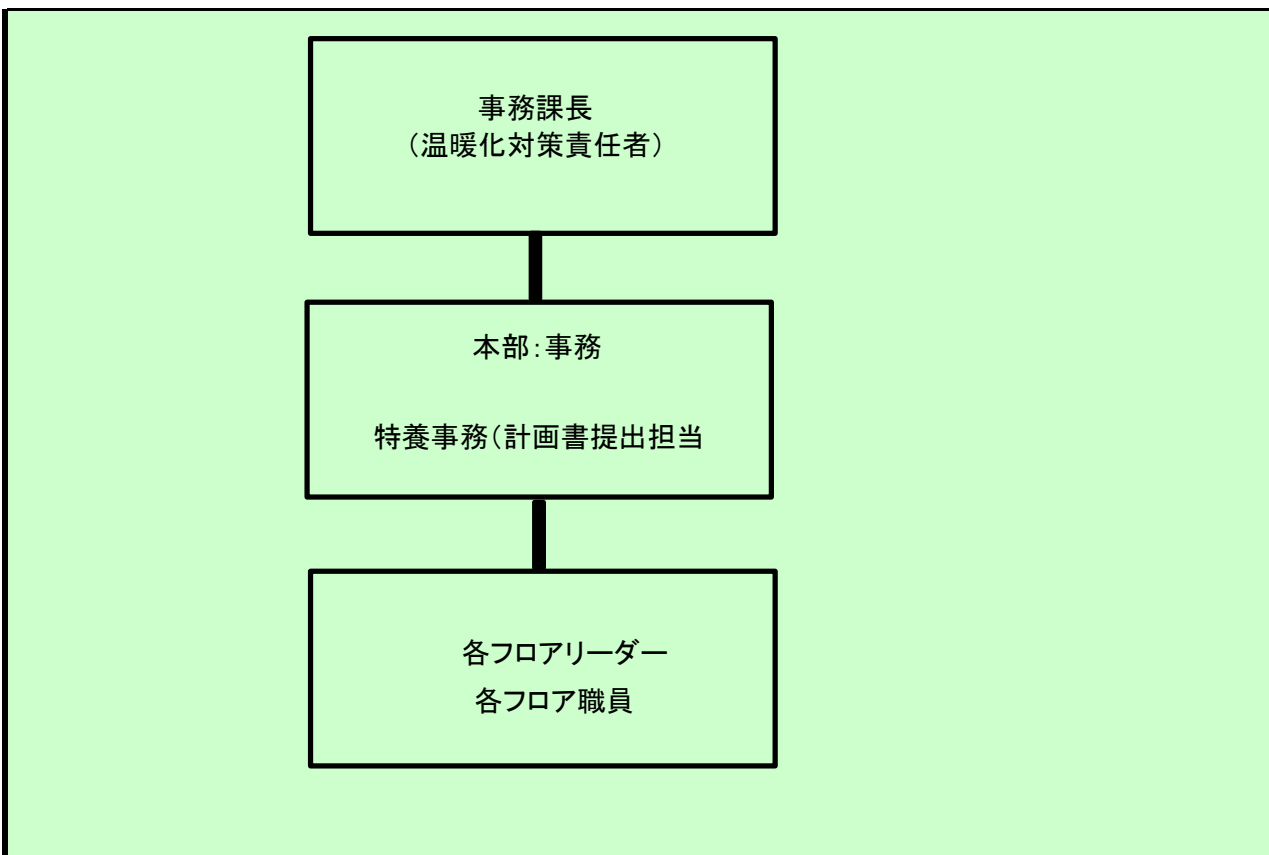 事務課長
（温暖化対策責任者）
本部：事務
特養事務（計画書提出担当
各フロアリーダー
各フロア職員